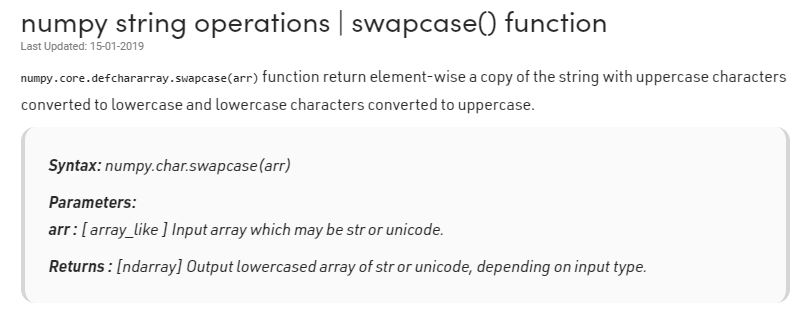 numpy string operations | swapcase() function
Last Updated: 15-01-2019
numpy.core.defchararray.swapcase(arr) function return element-wise a copy of the string with uppercase characters
converted to lowercase and lowercase characters converted to uppercase.
Syntax: numpy.char.swapcase(arr)
Parameters:
arr : [ array_like ] Input array which may be str or unicode.
Returns : [ndarray] Output lowercased array of str or unicode, depending on input type.